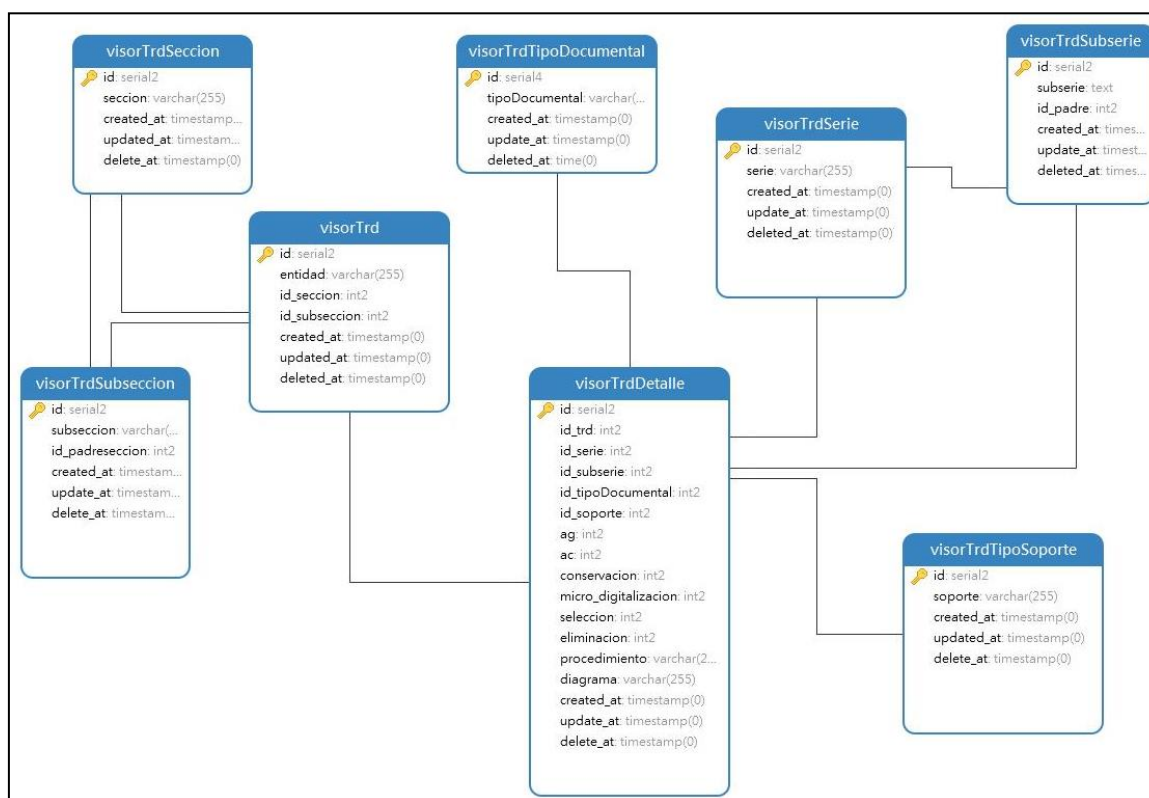 visorTrdSeccion
id: serial2
seccion: varchar(255)
created_at: timestamp...
updated_at: timestam...
delete_at: timestamp(0)
visorTrdTipoDocumental
id: serial4
tipoDocumental: varchar(...
created_at: timestamp(0)
update_at: timestamp(0)
deleted_at: time(0)
visorTrdSerie
id: serial2
serie: varchar(255)
created_at: timestamp(0)
update_at: timestamp(0)
deleted_at: timestamp(0)
visorTrdSubserie
id: serial2
subserie: text
id_padre: int2
created_at: times...
update_at: timest...
deleted_at: times...
visorTrd
id: serial2
entidad: varchar(255)
id_seccion: int2
id_subseccion: int2
created_at: timestamp(0)
updated_at: timestamp(0)
deleted_at: timestamp(0)
visorTrdSubseccion
id: serial2
subseccion: varchar(...
id_padreseccion: int2
created_at: timestam...
update_at: timestam...
delete_at: timestam...
visorTrdDetalle
id: serial2
id_trd: int2
id_serie: int2
id_subserie: int2
id_tipoDocumental: int2
id_soporte: int2
ag: int2
ac: int2
conservacion: int2
micro_digitalizacion: int2
seleccion: int2
eliminacion: int2
procedimiento: varchar(2...
diagrama: varchar(255)
created_at: timestamp(0)
update_at: timestamp(0)
delete_at: timestamp(0)
visorTrdTipoSoporte
id: serial2
soporte: varchar(255)
created_at: timestamp(0)
updated_at: timestamp(0)
delete_at: timestamp(0)